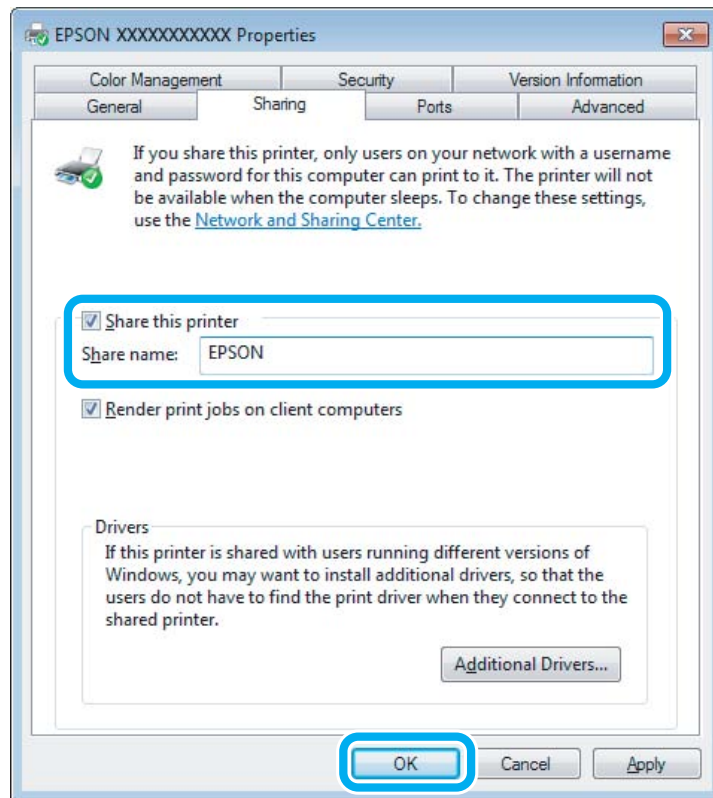 EPSON XXXXXXXXXXX Properties
Color Management Security Version Information
General Sharing Ports Advanced
If you share this printer, only users on your network with a username
and password for this computer can print to it. The printer will not
be available when the computer sleeps. To change these settings,
use the Network and Sharing Center.
Share this printer
Share name: EPSON
Render print jobs on client computers
Drivers
If this printer is shared with users running different versions of
Windows, you may want to install additional drivers, so that the
users do not have to find the print driver when they connect to the
shared printer.
Additional Drivers...
OK Cancel Apply